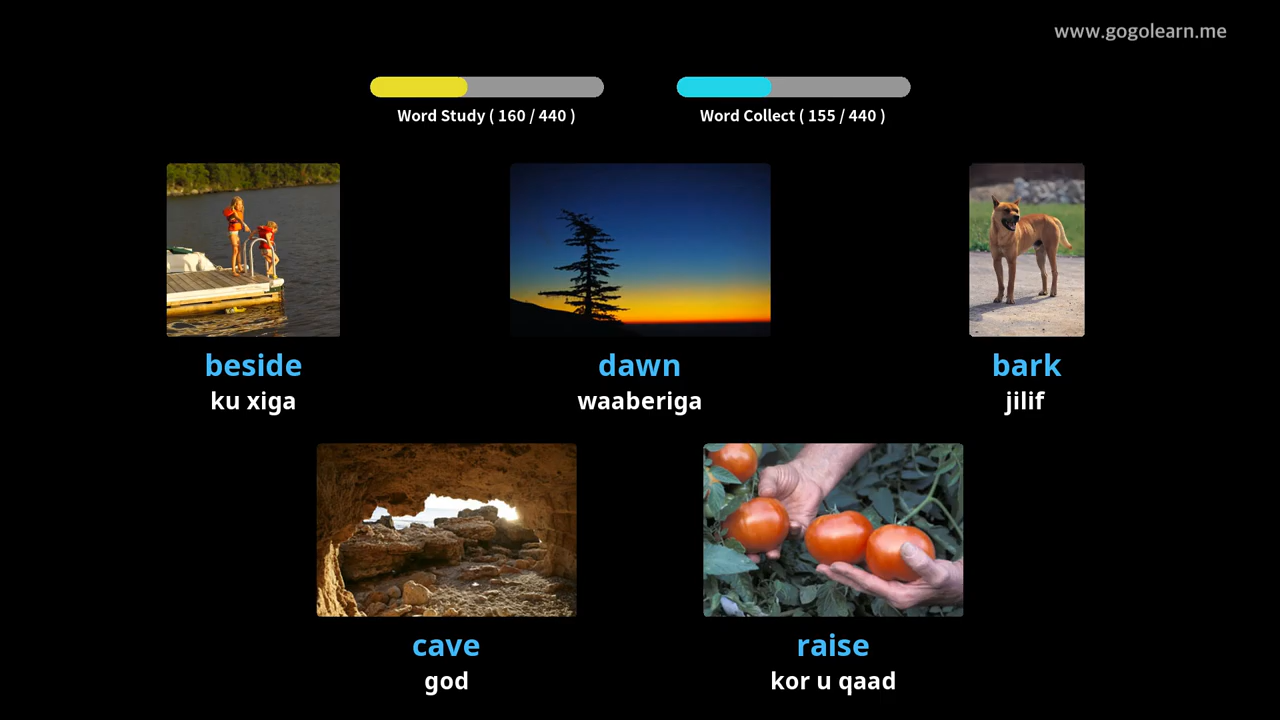 www.gogolearn.me
Word Study ( 160 / 440 )
Word Collect ( 155 / 440 )
beside
ku xiga
dawn
waaberiga
bark
jilif
cave
god
raise
kor u qaad